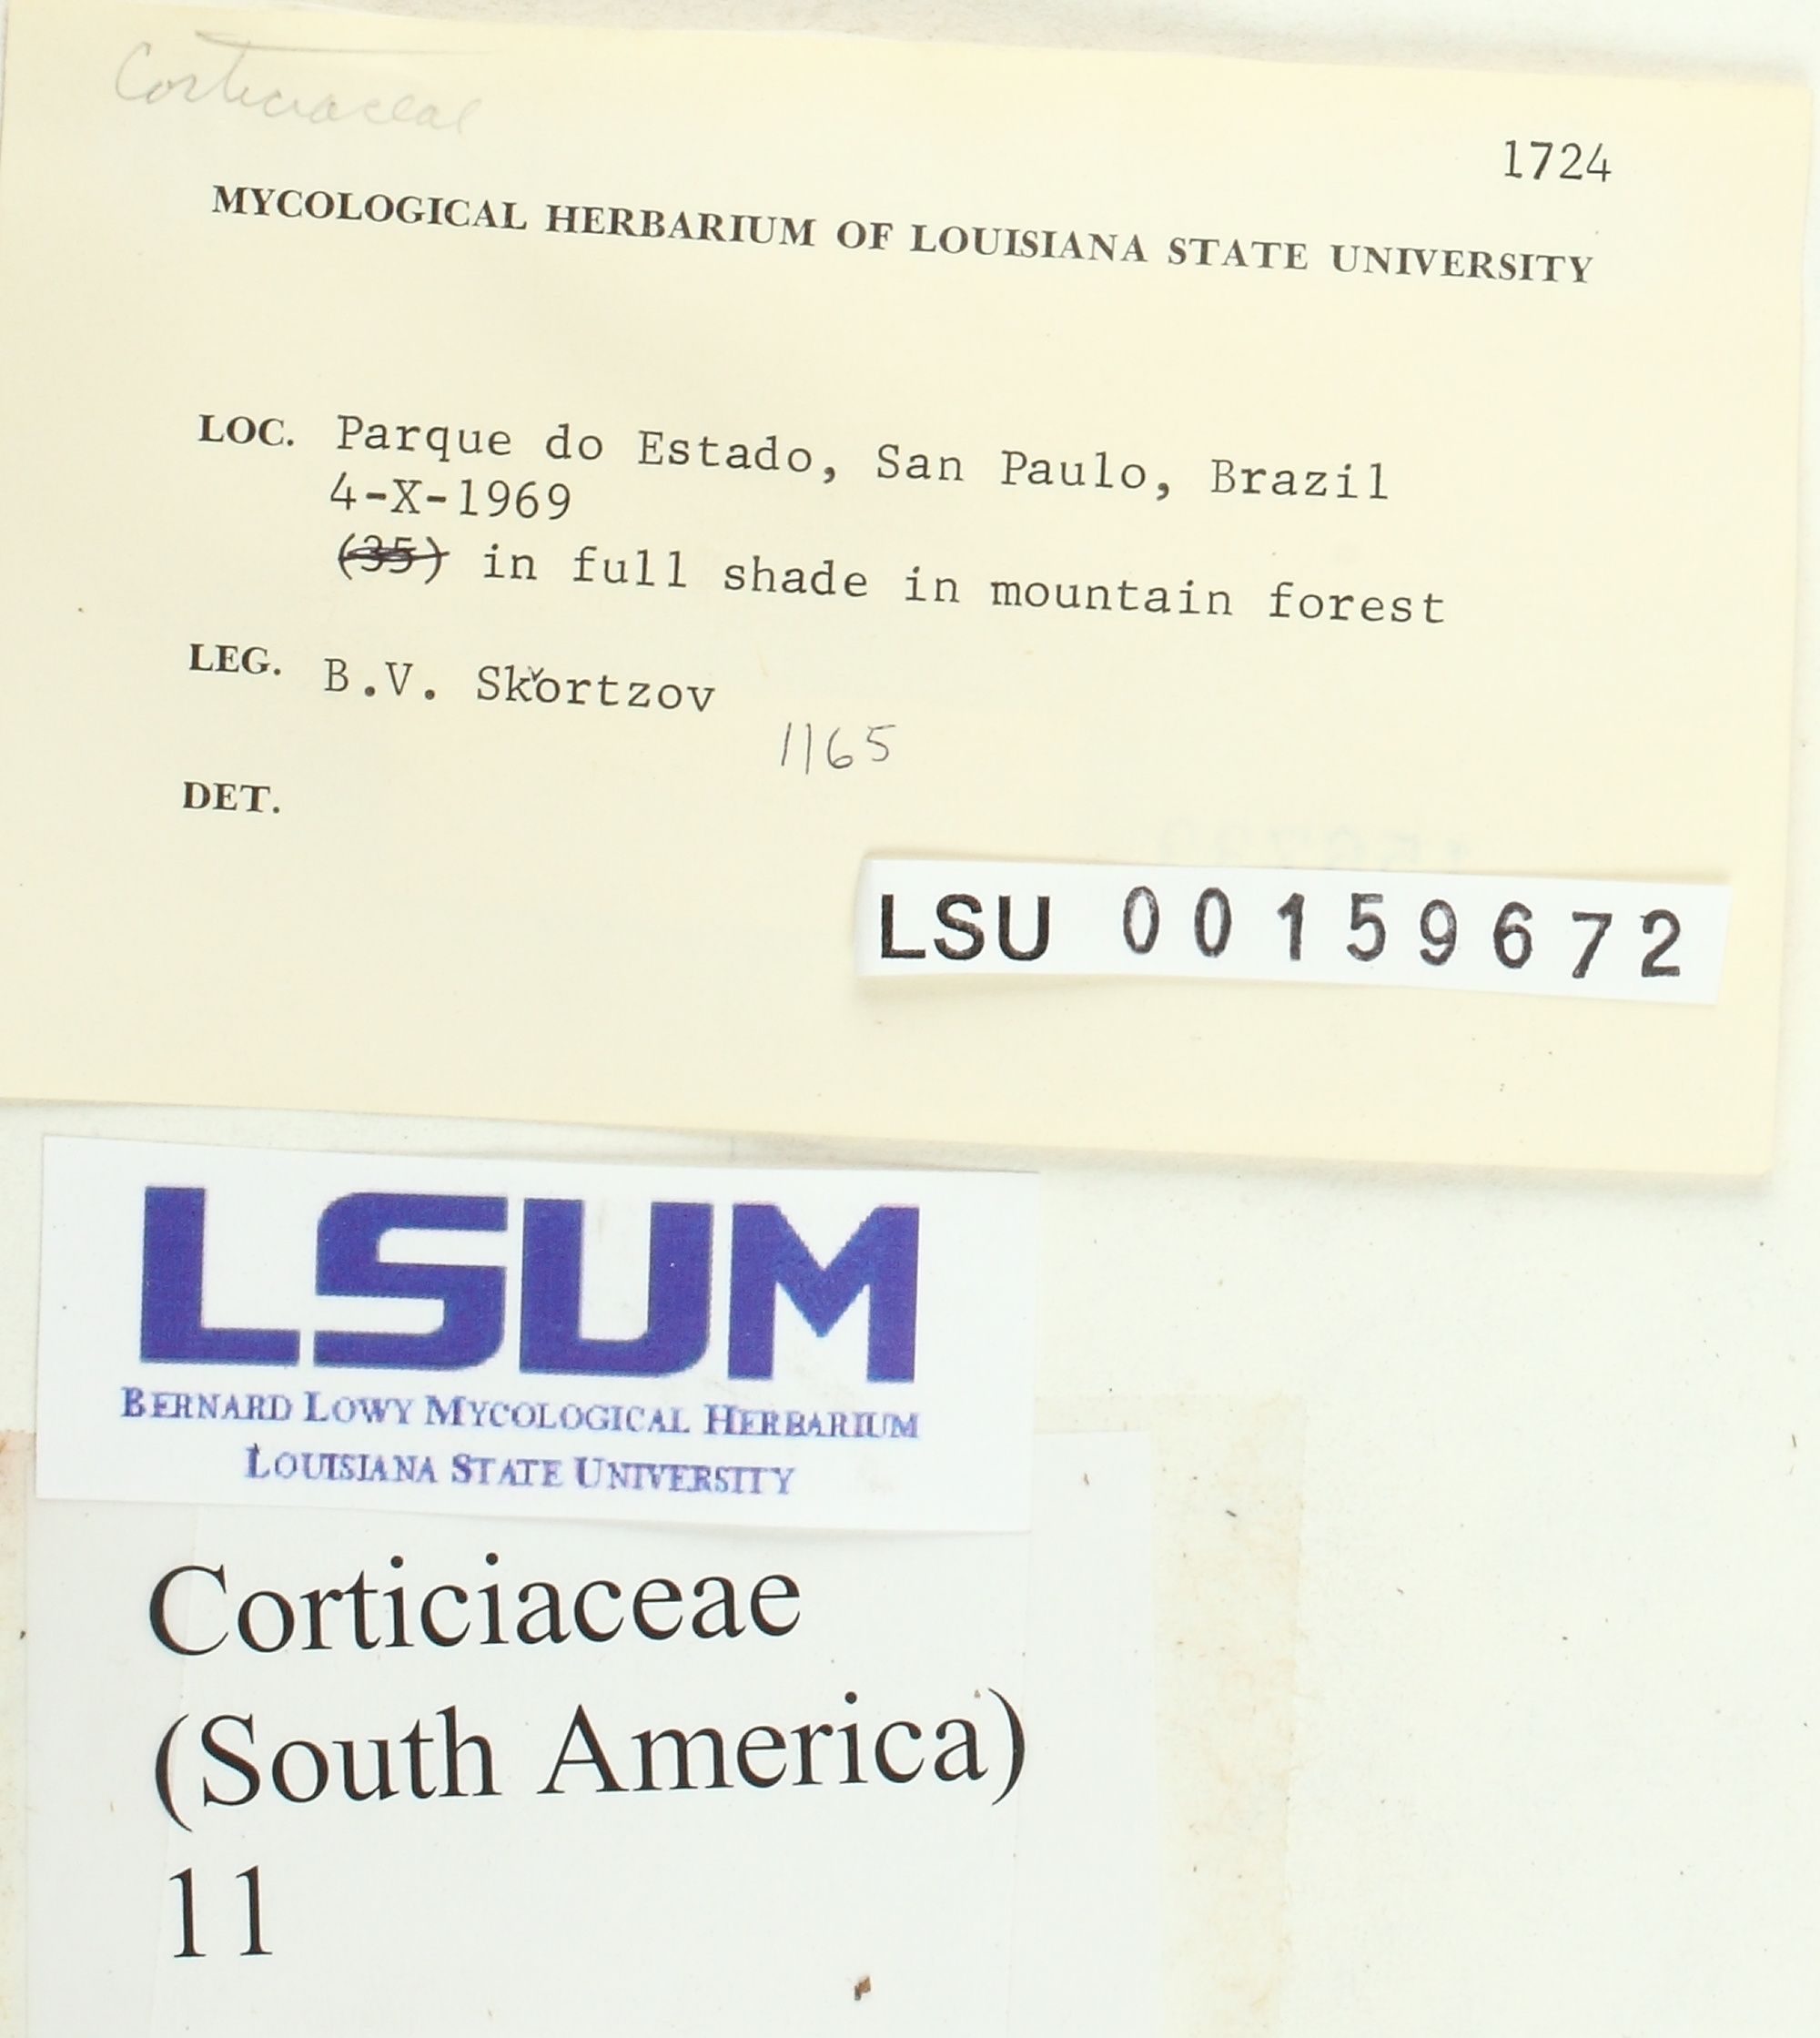 Corticiaceae
1724
MYCOLOGICAL HERBARIUM OF LOUISIANA STATE UNIVERSITY
LOC. Parque do Estado, San Paulo, Brazil
4-X-1969
(35) in full shade in mountain forest
LEG. B.V. Skvortzov
1165
DET.
LSU 00159672
LSUM
BERNARD LOWY MYCOLOGICAL HERBARIUM
LOUISIANA STATE UNIVERSITY
Corticiaceae
(South America)
11